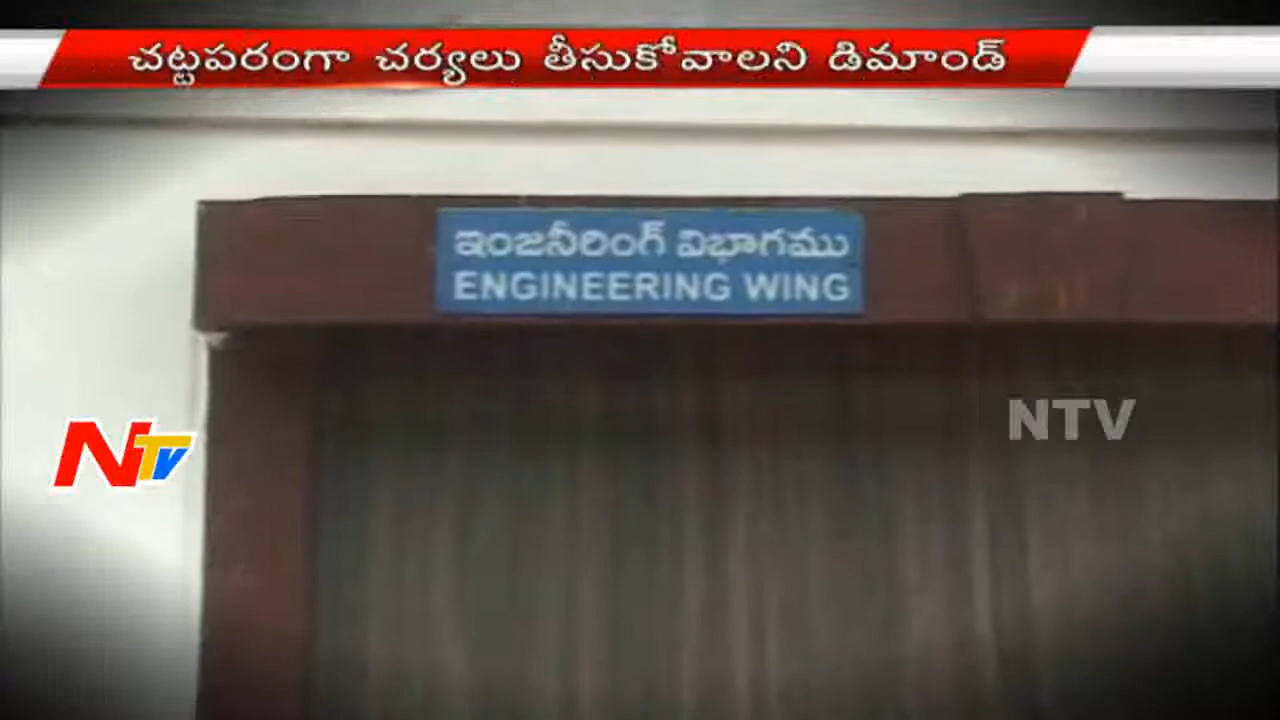 చట్టపరంగా చర్యలు తీసుకోవాలని డిమాండ్
ఇంజనీరింగ్ విభాగము
ENGINEERING WING
NTV
NTV